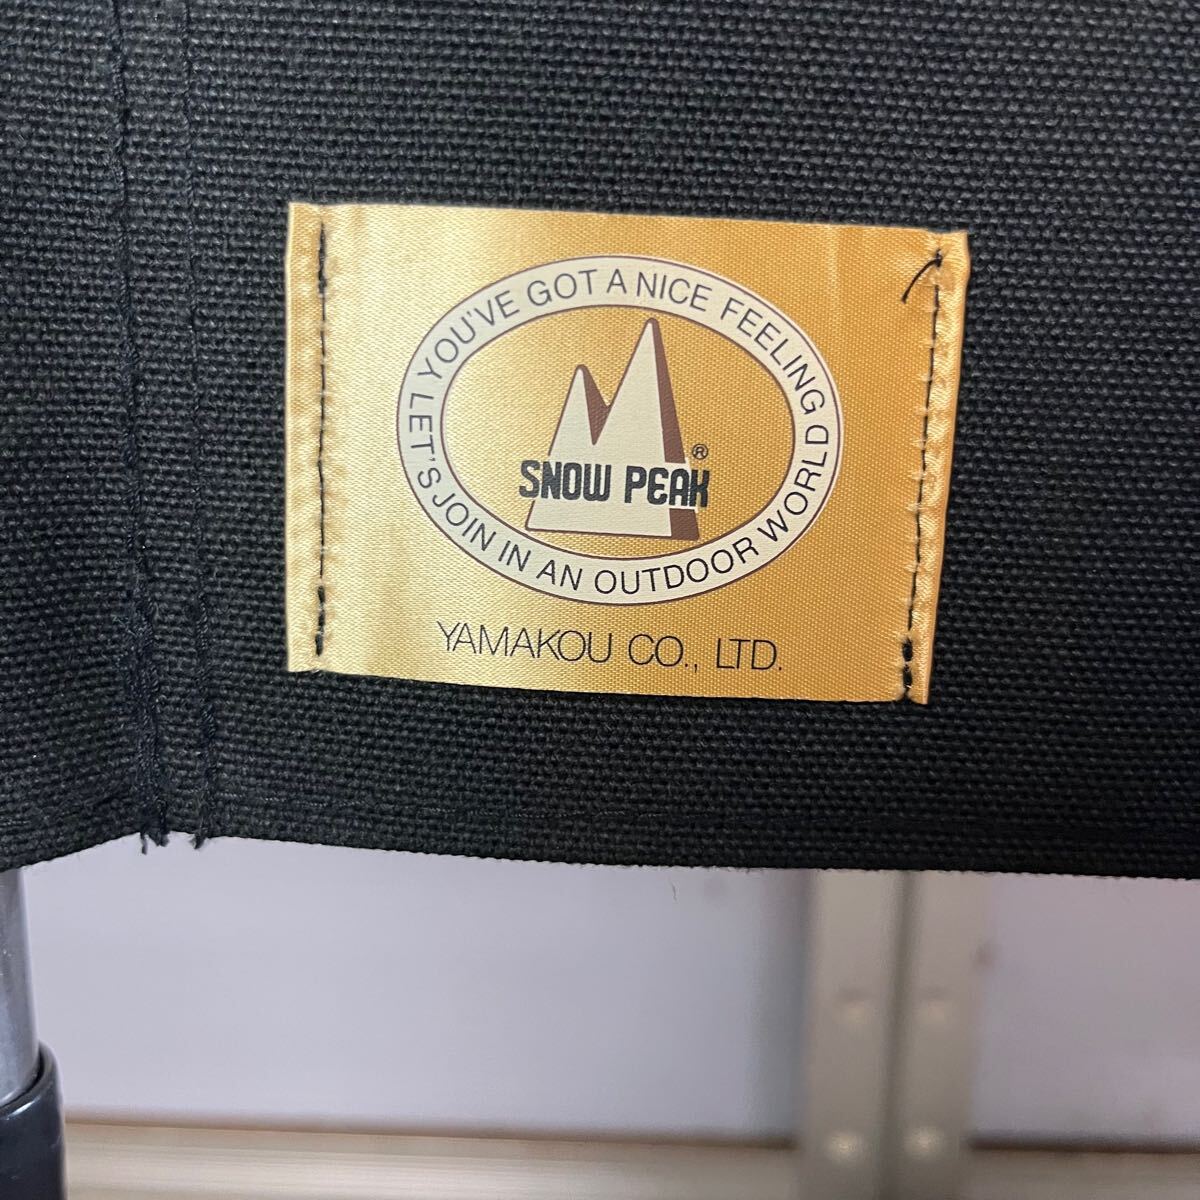 YOU'VE GOT A NICE FEELING
LET'S JOIN IN AN OUTDOOR WORLD
SNOW PEAK®
YAMAKOU CO., LTD.